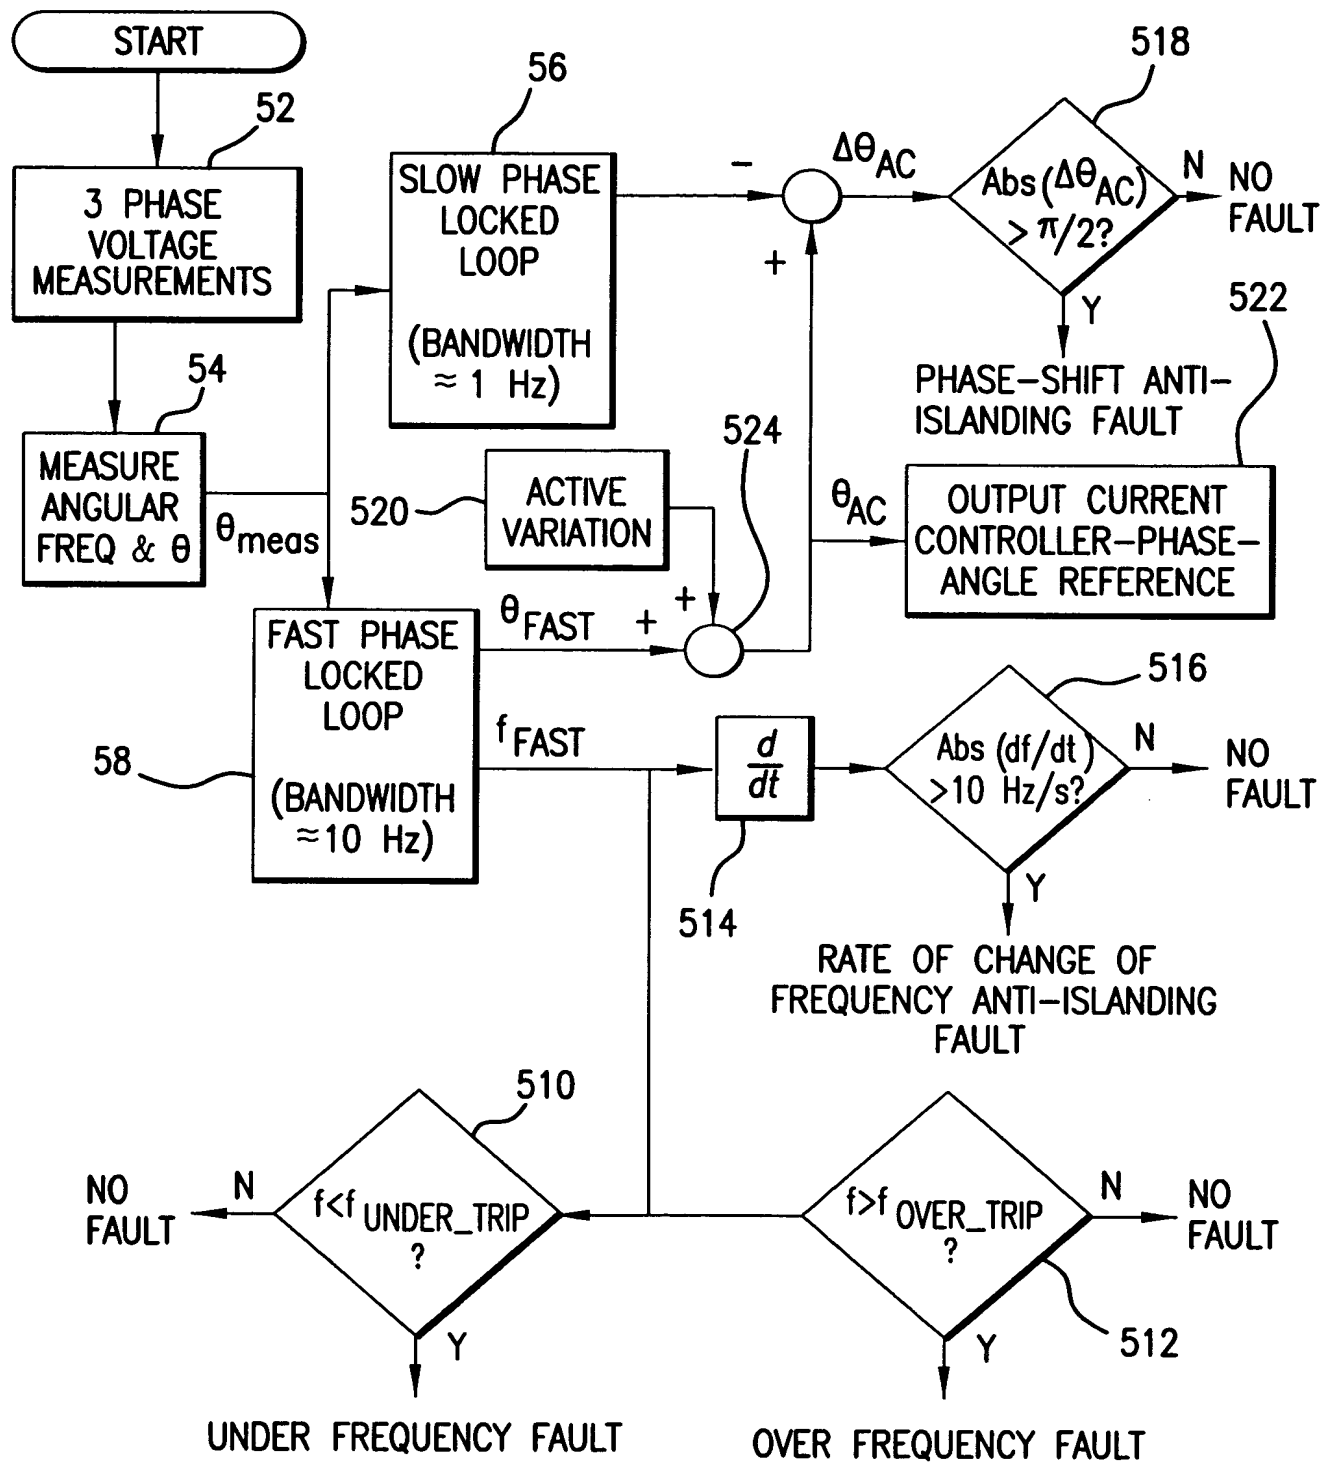 START
52
3 PHASE
VOLTAGE
MEASUREMENTS
54
MEASURE
ANGULAR
FREQ & θ
θmeas
56
SLOW PHASE
LOCKED
LOOP
(BANDWIDTH
≈ 1 Hz)
−
+
ΔθAC
518
Abs(ΔθAC)
> π/2?
N
NO
FAULT
Y
PHASE–SHIFT ANTI–
ISLANDING FAULT
522
524
520
ACTIVE
VARIATION
θAC
OUTPUT CURRENT
CONTROLLER–PHASE–
ANGLE REFERENCE
+
+
θFAST
58
FAST PHASE
LOCKED
LOOP
(BANDWIDTH
≈10 Hz)
fFAST
d
dt
514
516
Abs (df/dt)
>10 Hz/s?
N
NO
FAULT
Y
RATE OF CHANGE OF
FREQUENCY ANTI–ISLANDING
FAULT
510
f<f UNDER_TRIP
?
N
NO
FAULT
Y
UNDER FREQUENCY FAULT
f>f OVER_TRIP
?
N
NO
FAULT
512
Y
OVER FREQUENCY FAULT